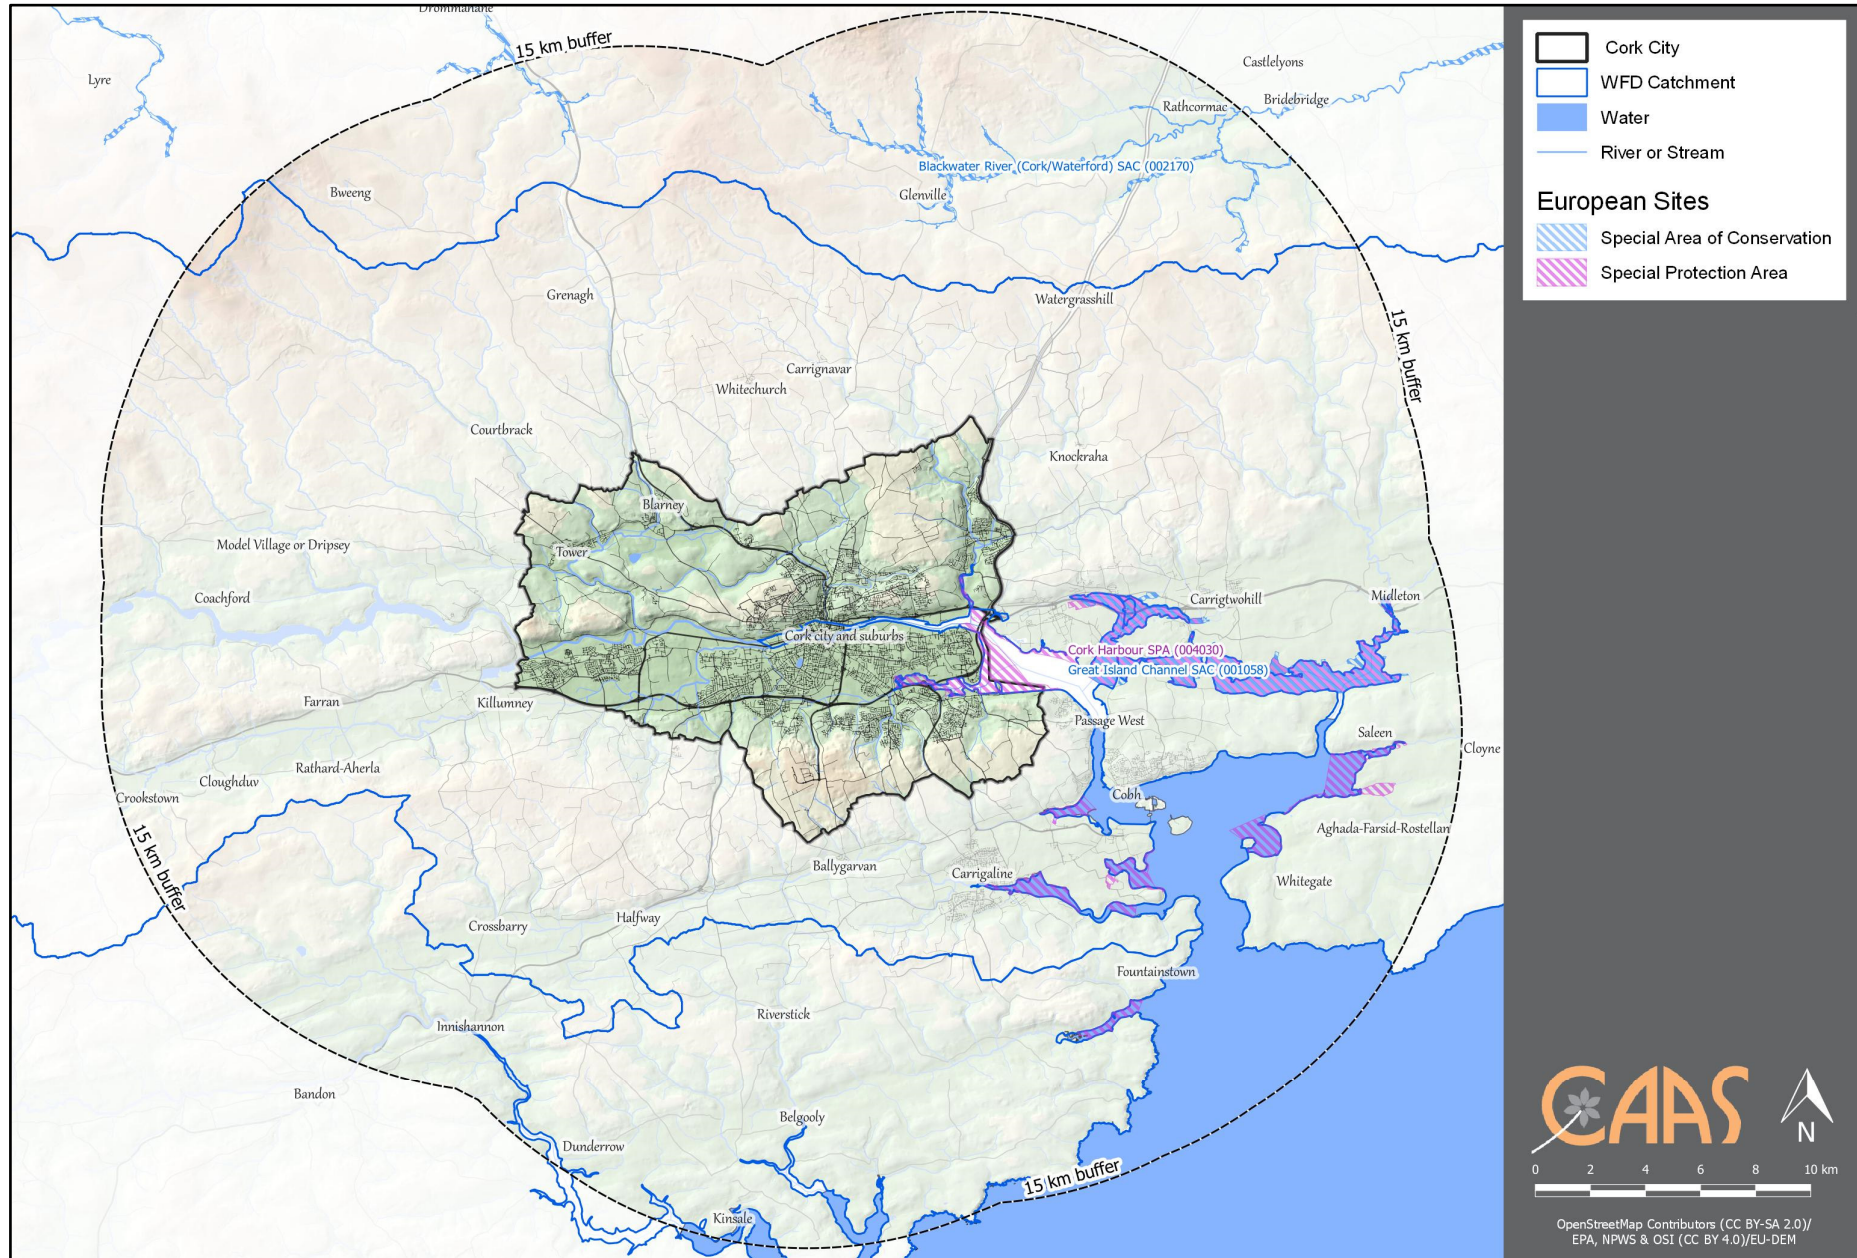 Drommahane
15 km buffer
Lyre
Castlelyons
Bridebridge
Rathcormac
Blackwater River (Cork/Waterford) SAC (002170)
Bweeng
Glenville
Grenagh
Watergrasshill
15 km buffer
Carrignavar
Whitechurch
Courtbrack
Knockraha
Blarney
Model Village or Dripsey
Tower
Coachford
Carrigtwohill
Midleton
Cork city and suburbs
Cork Harbour SPA (004030)
Great Island Channel SAC (001058)
Farran
Killumney
Passage West
Saleen
Cloyne
Rathard-Aherla
Cloughduv
Crookstown
Cobh
15 km buffer
Aghada-Farsid-Rostellan
Ballygarvan
Carrigaline
Whitegate
Crossbarry
Halfway
Fountainstown
Innishannon
Riverstick
Bandon
Belgooly
Dunderrow
15 km buffer
Kinsale
Cork City
WFD Catchment
Water
River or Stream
European Sites
Special Area of Conservation
Special Protection Area
CAAS
N
0 2 4 6 8 10 km
OpenStreetMap Contributors (CC BY-SA 2.0)/
EPA, NPWS & OSI (CC BY 4.0)/EU-DEM